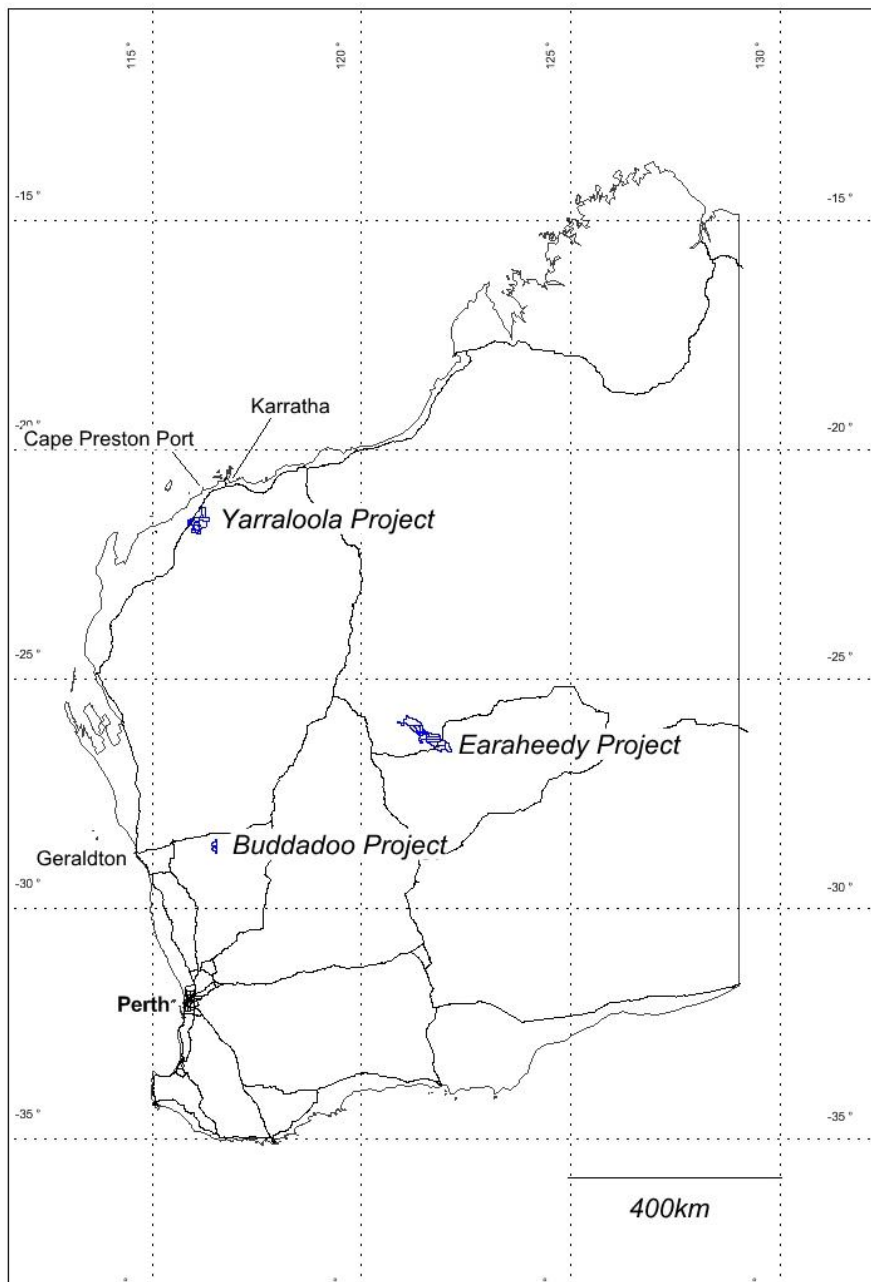 115°
120°
125°
130°
-15°
-15°
Karratha
-20°
Cape Preston Port
-20°
Yarraloola Project
-25°
-25°
Earaheedy Project
Buddadoo Project
Geraldton
-30°
-30°
Perth
-35°
-35°
400km